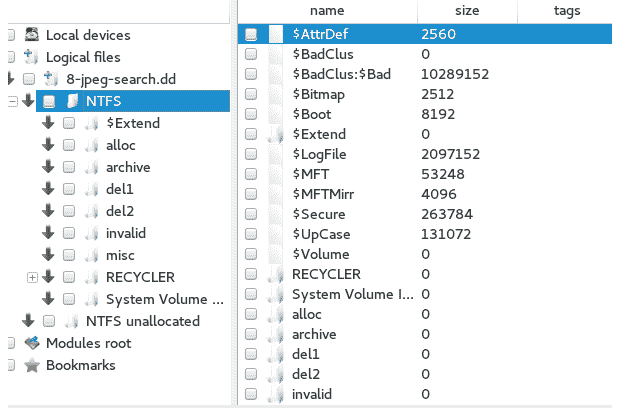 Local devices
Logical files
8-jpeg-search.dd
NTFS
$Extend
alloc
archive
del1
del2
invalid
misc
RECYCLER
System Volume ...
NTFS unallocated
Modules root
Bookmarks
name size tags
$AttrDef 2560
$BadClus 0
$BadClus:$Bad 10289152
$Bitmap 2512
$Boot 8192
$Extend 0
$LogFile 2097152
$MFT 53248
$MFTMirr 4096
$Secure 263784
$UpCase 131072
$Volume 0
RECYCLER 0
System Volume I... 0
alloc 0
archive 0
del1 0
del2 0
invalid 0